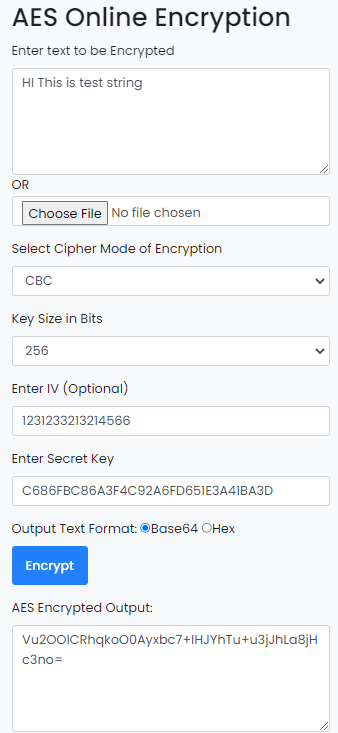 AES Online Encryption
Enter text to be Encrypted
HI This is test string
OR
Choose File No file chosen
Select Cipher Mode of Encryption
CBC
Key Size in Bits
256
Enter IV (Optional)
1231233213214566
Enter Secret Key
C686FBC86A3F4C92A6FD651E3A41BA3D
Output Text Format: Base64 Hex
Encrypt
AES Encrypted Output:
Vu2OOICRhqkoO0Ayxbc7+IHJYhTu+u3jJhLa8jH
c3no=